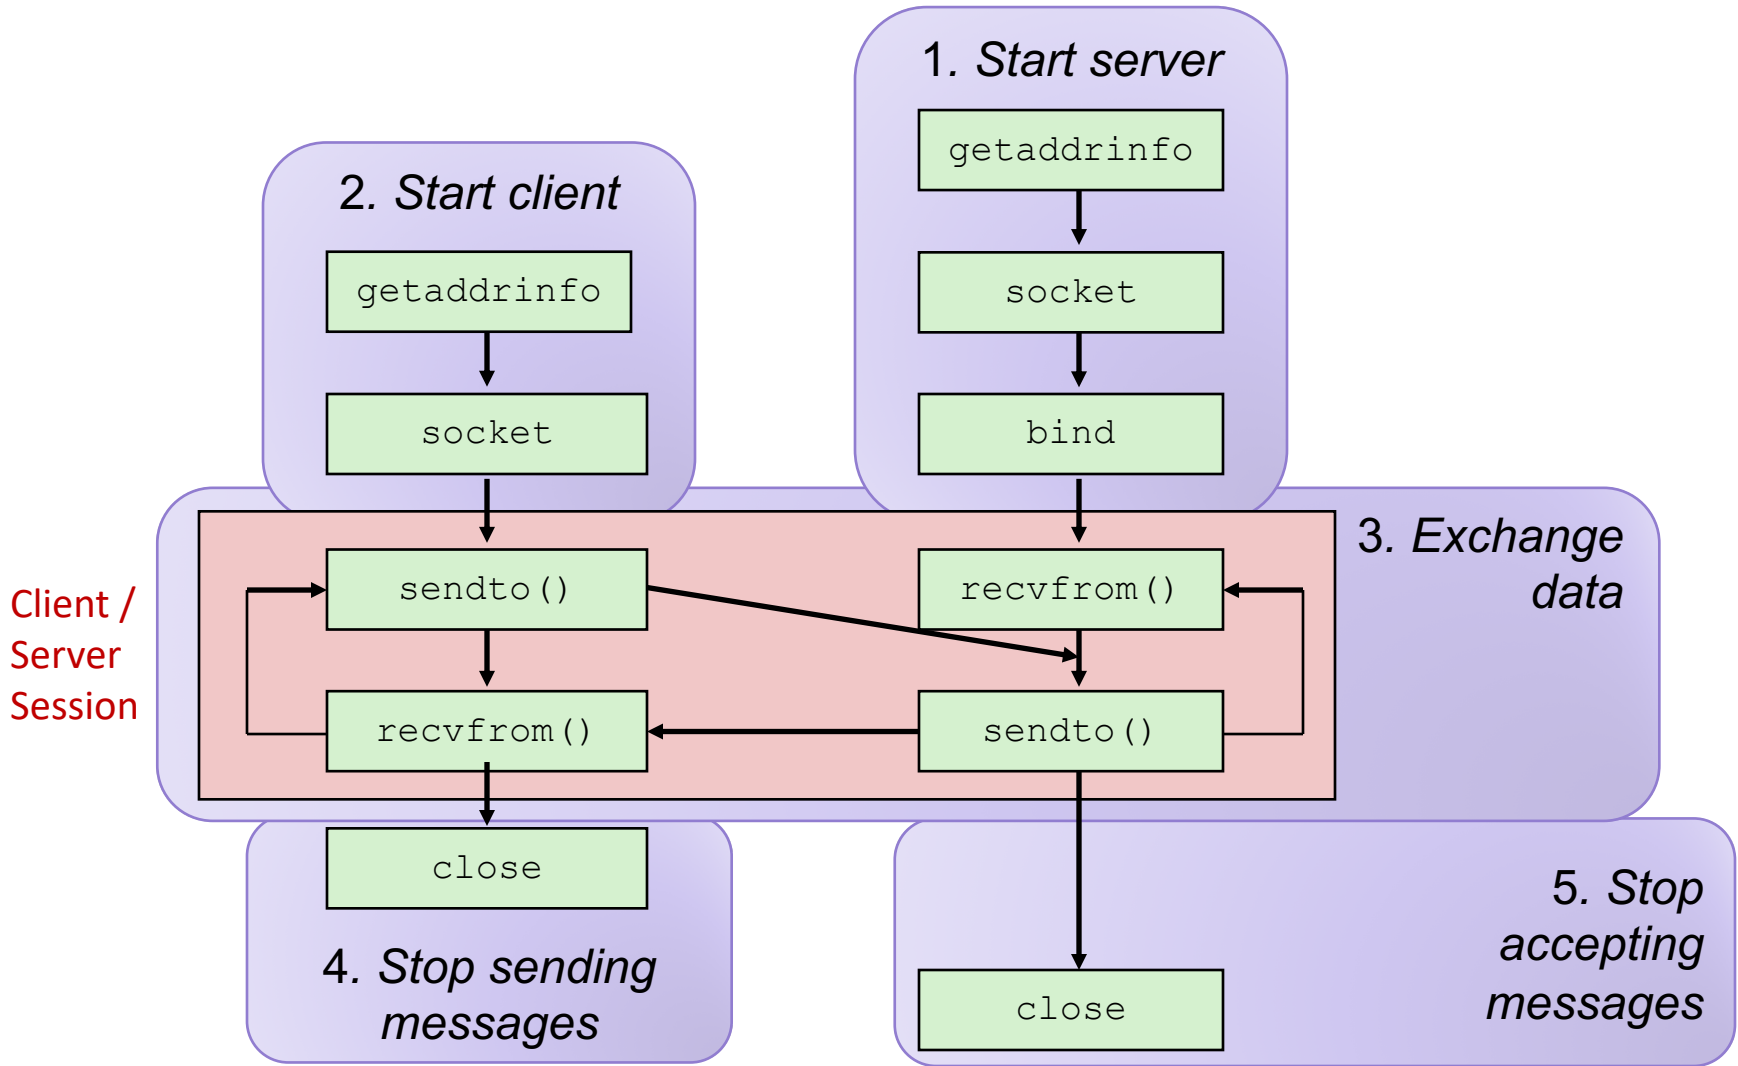 1. Start server
getaddrinfo
socket
bind
2. Start client
getaddrinfo
socket
3. Exchange
data
Client /
Server
Session
sendto()
recvfrom()
recvfrom()
sendto()
close
4. Stop sending
messages
5. Stop
accepting
messages
close